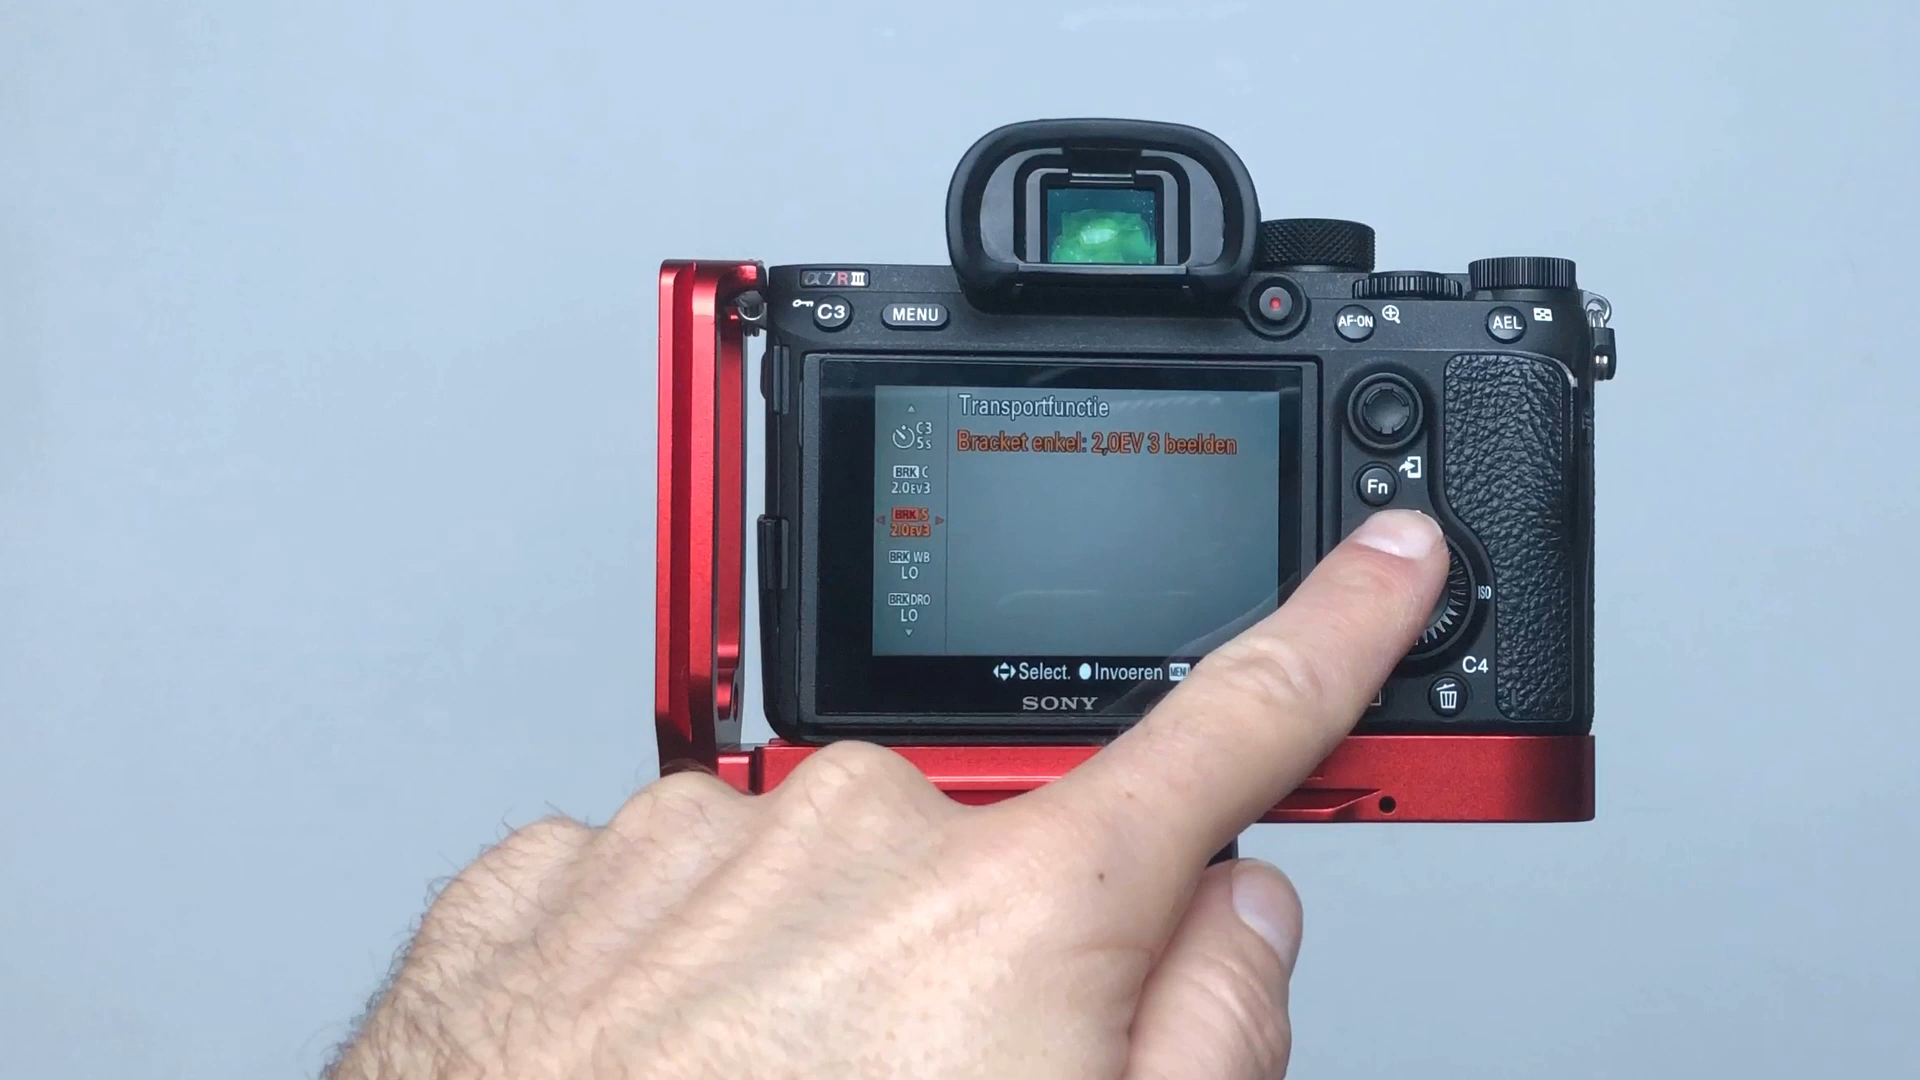 α7RIII
C3
MENU
AF-ON
AEL
Transportfunctie
Bracket enkel: 2,0EV 3 beelden
C3
5s
BRK C
2.0EV3
BRK S
2.0EV3
BRK WB
LO
BRK DRO
LO
Fn
ISO
Select. Invoeren MENU
C4
SONY